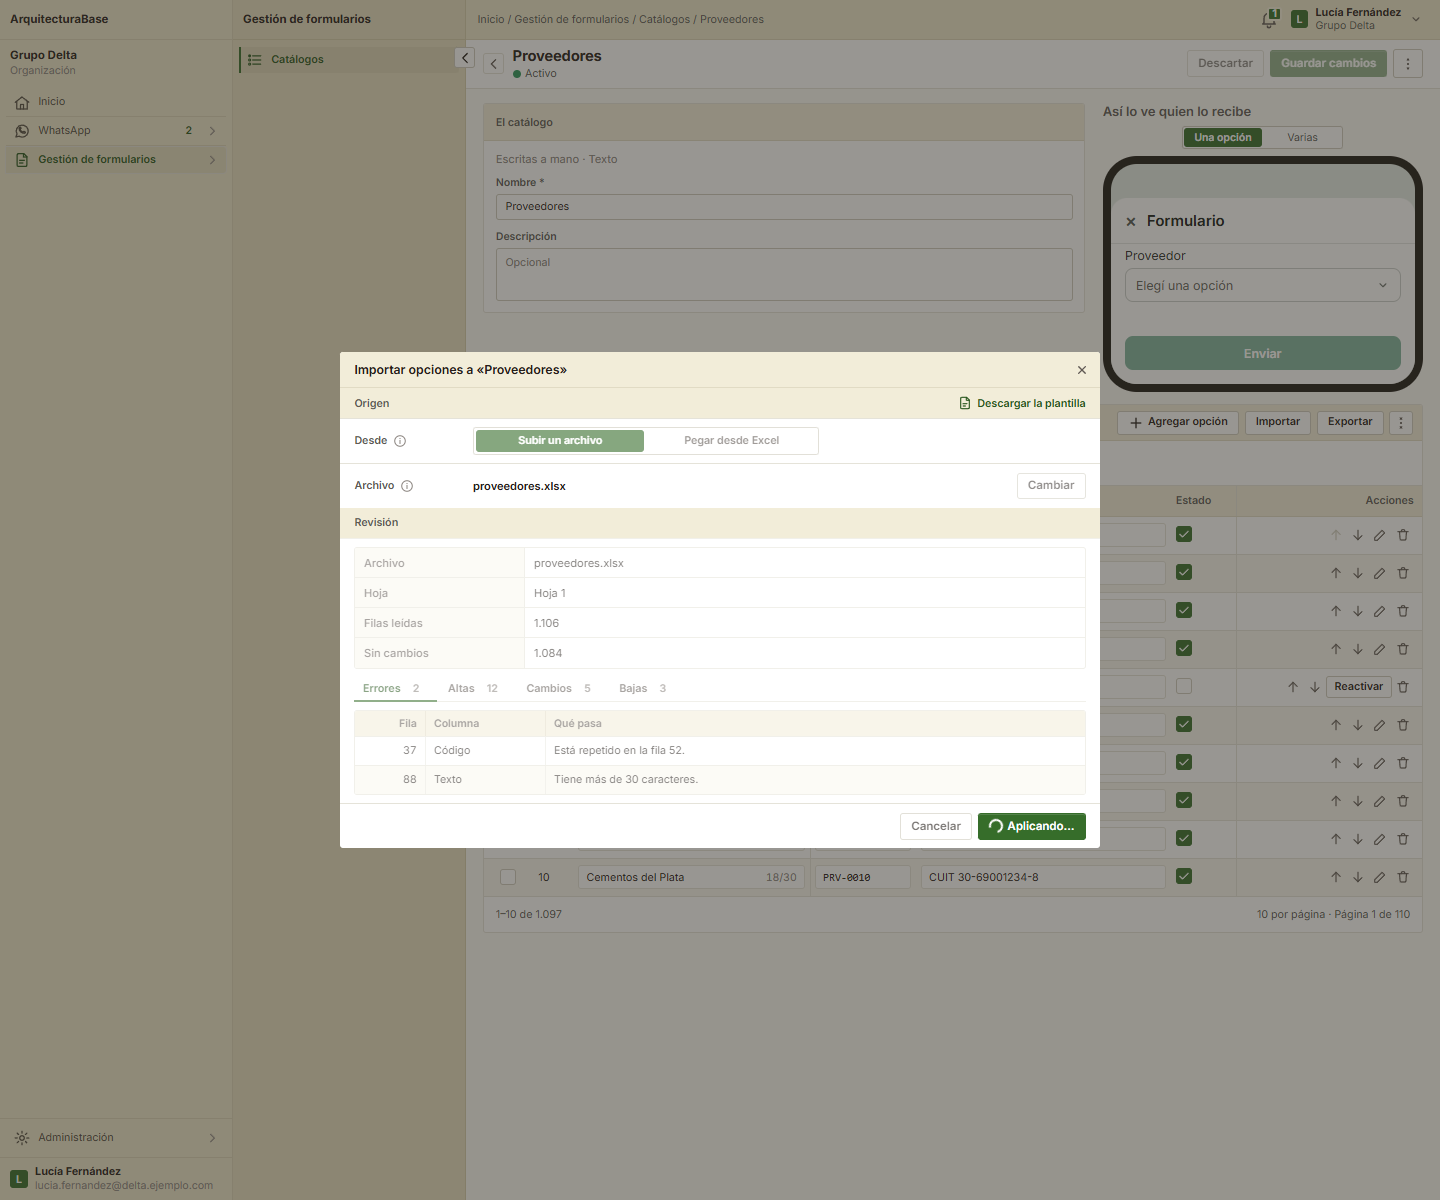 ArquitecturaBase
Gestión de formularios
Inicio / Gestión de formularios / Catálogos / Proveedores
1
L
Lucía Fernández
Grupo Delta
Grupo Delta
Organización
Inicio
WhatsApp 2
Gestión de formularios
Catálogos
Proveedores
Activo
Descartar
Guardar cambios
El catálogo
Escritas a mano · Texto
Nombre *
Proveedores
Descripción
Opcional
Así lo ve quien lo recibe
Una opción
Varias
Formulario
Proveedor
Elegí una opción
Enviar
Importar opciones a «Proveedores»
Origen
Descargar la plantilla
Desde
Subir un archivo
Pegar desde Excel
Archivo
proveedores.xlsx
Cambiar
Revisión
Archivo proveedores.xlsx
Hoja Hoja 1
Filas leídas 1.106
Sin cambios 1.084
Errores 2 Altas 12 Cambios 5 Bajas 3
Fila Columna Qué pasa
37 Código Está repetido en la fila 52.
88 Texto Tiene más de 30 caracteres.
Cancelar
Aplicando...
Agregar opción
Importar
Exportar
Estado
Acciones
Reactivar
10 Cementos del Plata 18/30 PRV-0010 CUIT 30-69001234-8
1–10 de 1.097
10 por página · Página 1 de 110
Administración
L
Lucía Fernández
lucia.fernandez@delta.ejemplo.com